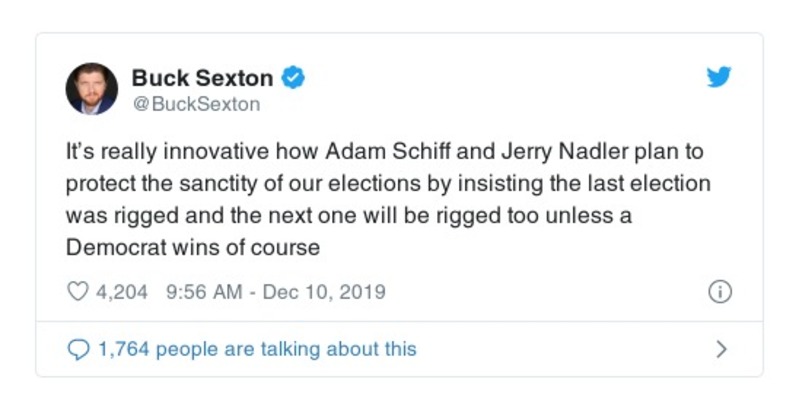 Buck Sexton
@BuckSexton
It's really innovative how Adam Schiff and Jerry Nadler plan to
protect the sanctity of our elections by insisting the last election
was rigged and the next one will be rigged too unless a
Democrat wins of course
4,204 9:56 AM - Dec 10, 2019
1,764 people are talking about this